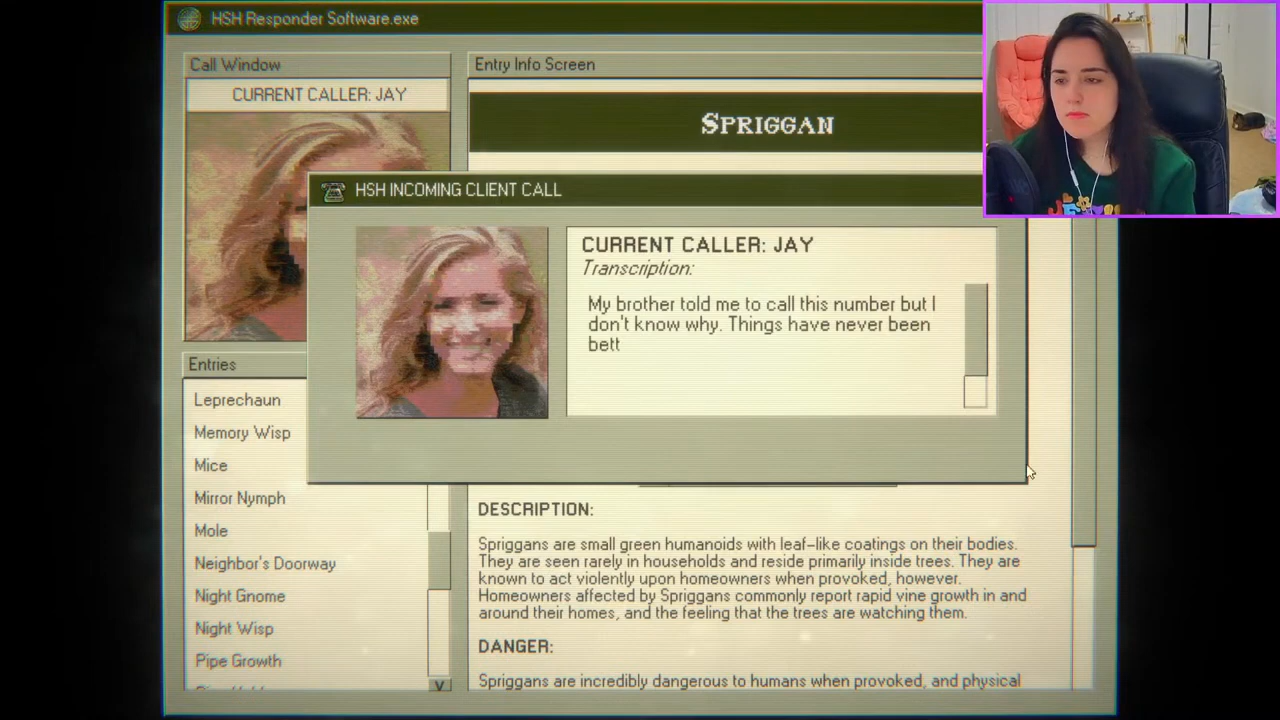 HSH Responder Software.exe
Call Window
CURRENT CALLER: JAY
Entry Info Screen
SPRIGGAN
HSH INCOMING CLIENT CALL
CURRENT CALLER: JAY
Transcription:
My brother told me to call this number but I
don't know why. Things have never been
bett
Entries
Leprechaun
Memory Wisp
Mice
Mirror Nymph
Mole
Neighbor's Doorway
Night Gnome
Night Wisp
Pipe Growth
V
DESCRIPTION:
Spriggans are small green humanoids with leaf-like coatings on their bodies.
They are seen rarely in households and reside primarily inside trees. They are
known to act violently upon homeowners when provoked, however.
Homeowners affected by Spriggans commonly report rapid vine growth in and
around their homes, and the feeling that the trees are watching them.
DANGER:
Spriggans are incredibly dangerous to humans when provoked, and physical